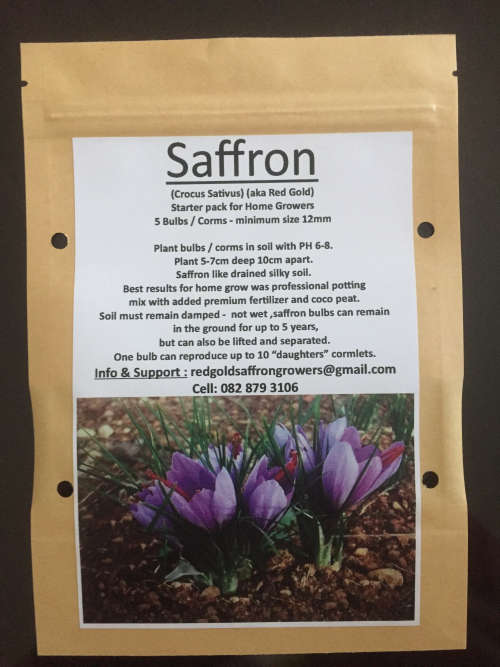 Saffron
(Crocus Sativus) (aka Red Gold)
Starter pack for Home Growers
5 Bulbs / Corms - minimum size 12mm
Plant bulbs / corms in soil with PH 6-8.
Plant 5-7cm deep 10cm apart.
Saffron like drained silky soil.
Best results for home grow was professional potting
mix with added premium fertilizer and coco peat.
Soil must remain damped - not wet ,saffron bulbs can remain
in the ground for up to 5 years,
but can also be lifted and separated.
One bulb can reproduce up to 10 “daughters” cormlets.
Info & Support : redgoldsaffrongrowers@gmail.com
Cell: 082 879 3106